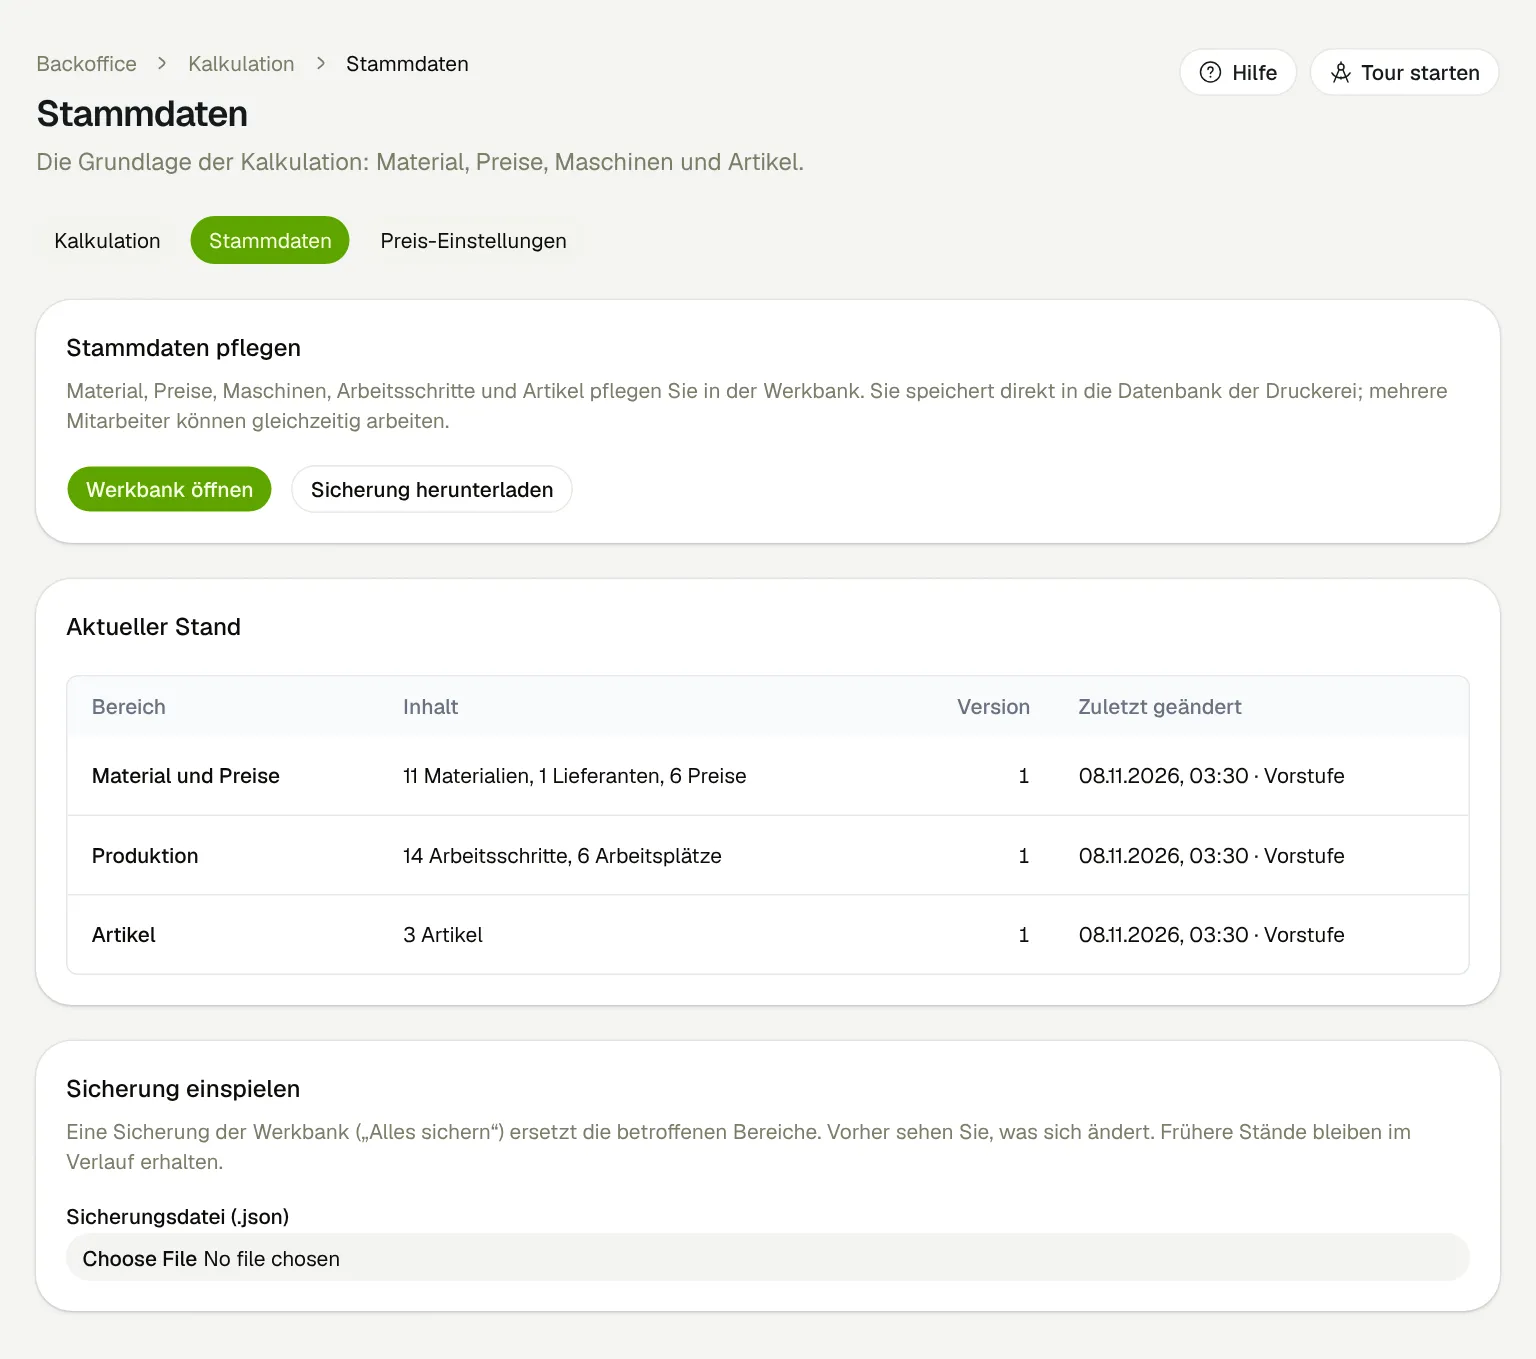 Backoffice > Kalkulation > Stammdaten
Hilfe
Tour starten
Stammdaten
Die Grundlage der Kalkulation: Material, Preise, Maschinen und Artikel.
Kalkulation Stammdaten Preis-Einstellungen
Stammdaten pflegen
Material, Preise, Maschinen, Arbeitsschritte und Artikel pflegen Sie in der Werkbank. Sie speichert direkt in die Datenbank der Druckerei; mehrere
Mitarbeiter können gleichzeitig arbeiten.
Werkbank öffnen Sicherung herunterladen
Aktueller Stand
Bereich Inhalt Version Zuletzt geändert
Material und Preise 11 Materialien, 1 Lieferanten, 6 Preise 1 08.11.2026, 03:30 · Vorstufe
Produktion 14 Arbeitsschritte, 6 Arbeitsplätze 1 08.11.2026, 03:30 · Vorstufe
Artikel 3 Artikel 1 08.11.2026, 03:30 · Vorstufe
Sicherung einspielen
Eine Sicherung der Werkbank („Alles sichern“) ersetzt die betroffenen Bereiche. Vorher sehen Sie, was sich ändert. Frühere Stände bleiben im
Verlauf erhalten.
Sicherungsdatei (.json)
Choose File No file chosen